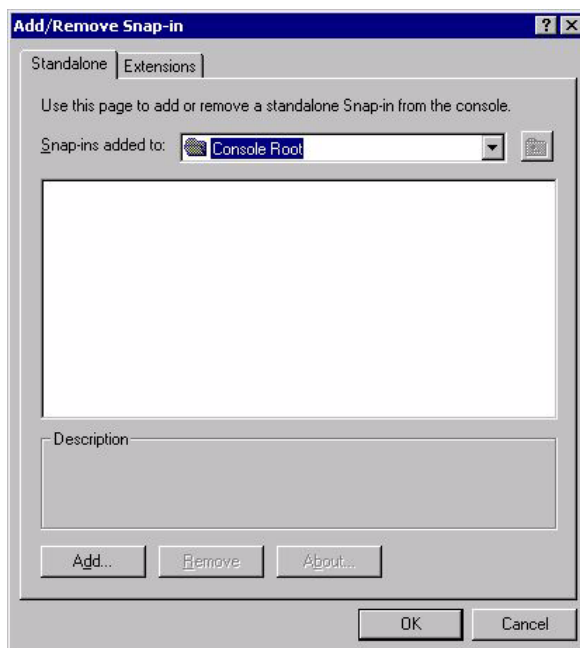 Add/Remove Snap-in
Standalone Extensions
Use this page to add or remove a standalone Snap-in from the console.
Snap-ins added to: Console Root
Description
Add... Remove About...
OK Cancel